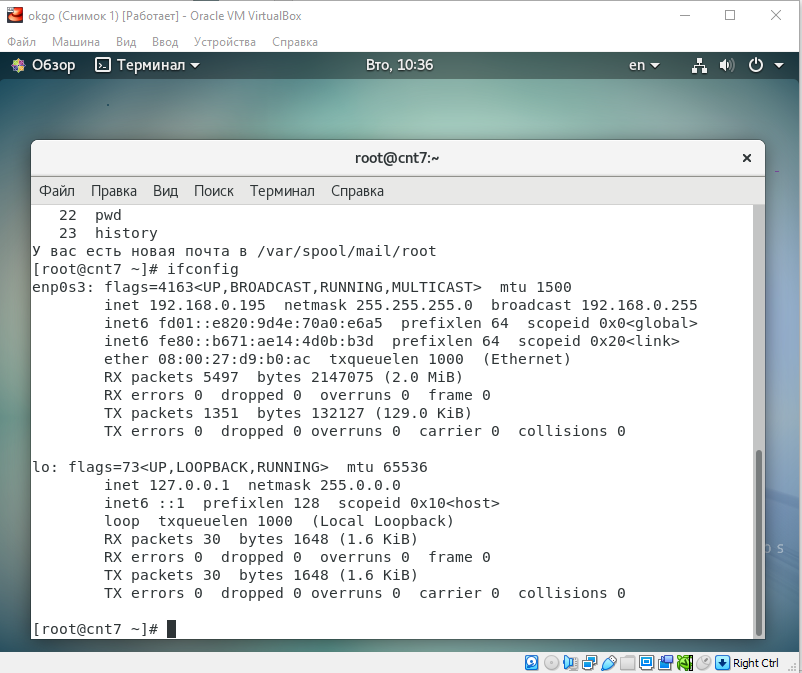 okgo (Снимок 1) [Работает] - Oracle VM VirtualBox
Файл Машина Вид Ввод Устройства Справка
Обзор Терминал Вто, 10:36 en
root@cnt7:~
Файл Правка Вид Поиск Терминал Справка
22 pwd
23 history
У вас есть новая почта в /var/spool/mail/root
[root@cnt7 ~]# ifconfig
enp0s3: flags=4163<UP,BROADCAST,RUNNING,MULTICAST> mtu 1500
inet 192.168.0.195 netmask 255.255.255.0 broadcast 192.168.0.255
inet6 fd01::e820:9d4e:70a0:e6a5 prefixlen 64 scopeid 0x0<global>
inet6 fe80::b671:ae14:4d0b:b3d prefixlen 64 scopeid 0x20<link>
ether 08:00:27:d9:b0:ac txqueuelen 1000 (Ethernet)
RX packets 5497 bytes 2147075 (2.0 MiB)
RX errors 0 dropped 0 overruns 0 frame 0
TX packets 1351 bytes 132127 (129.0 KiB)
TX errors 0 dropped 0 overruns 0 carrier 0 collisions 0
lo: flags=73<UP,LOOPBACK,RUNNING> mtu 65536
inet 127.0.0.1 netmask 255.0.0.0
inet6 ::1 prefixlen 128 scopeid 0x10<host>
loop txqueuelen 1000 (Local Loopback)
RX packets 30 bytes 1648 (1.6 KiB)
RX errors 0 dropped 0 overruns 0 frame 0
TX packets 30 bytes 1648 (1.6 KiB)
TX errors 0 dropped 0 overruns 0 carrier 0 collisions 0
[root@cnt7 ~]#
Right Ctrl